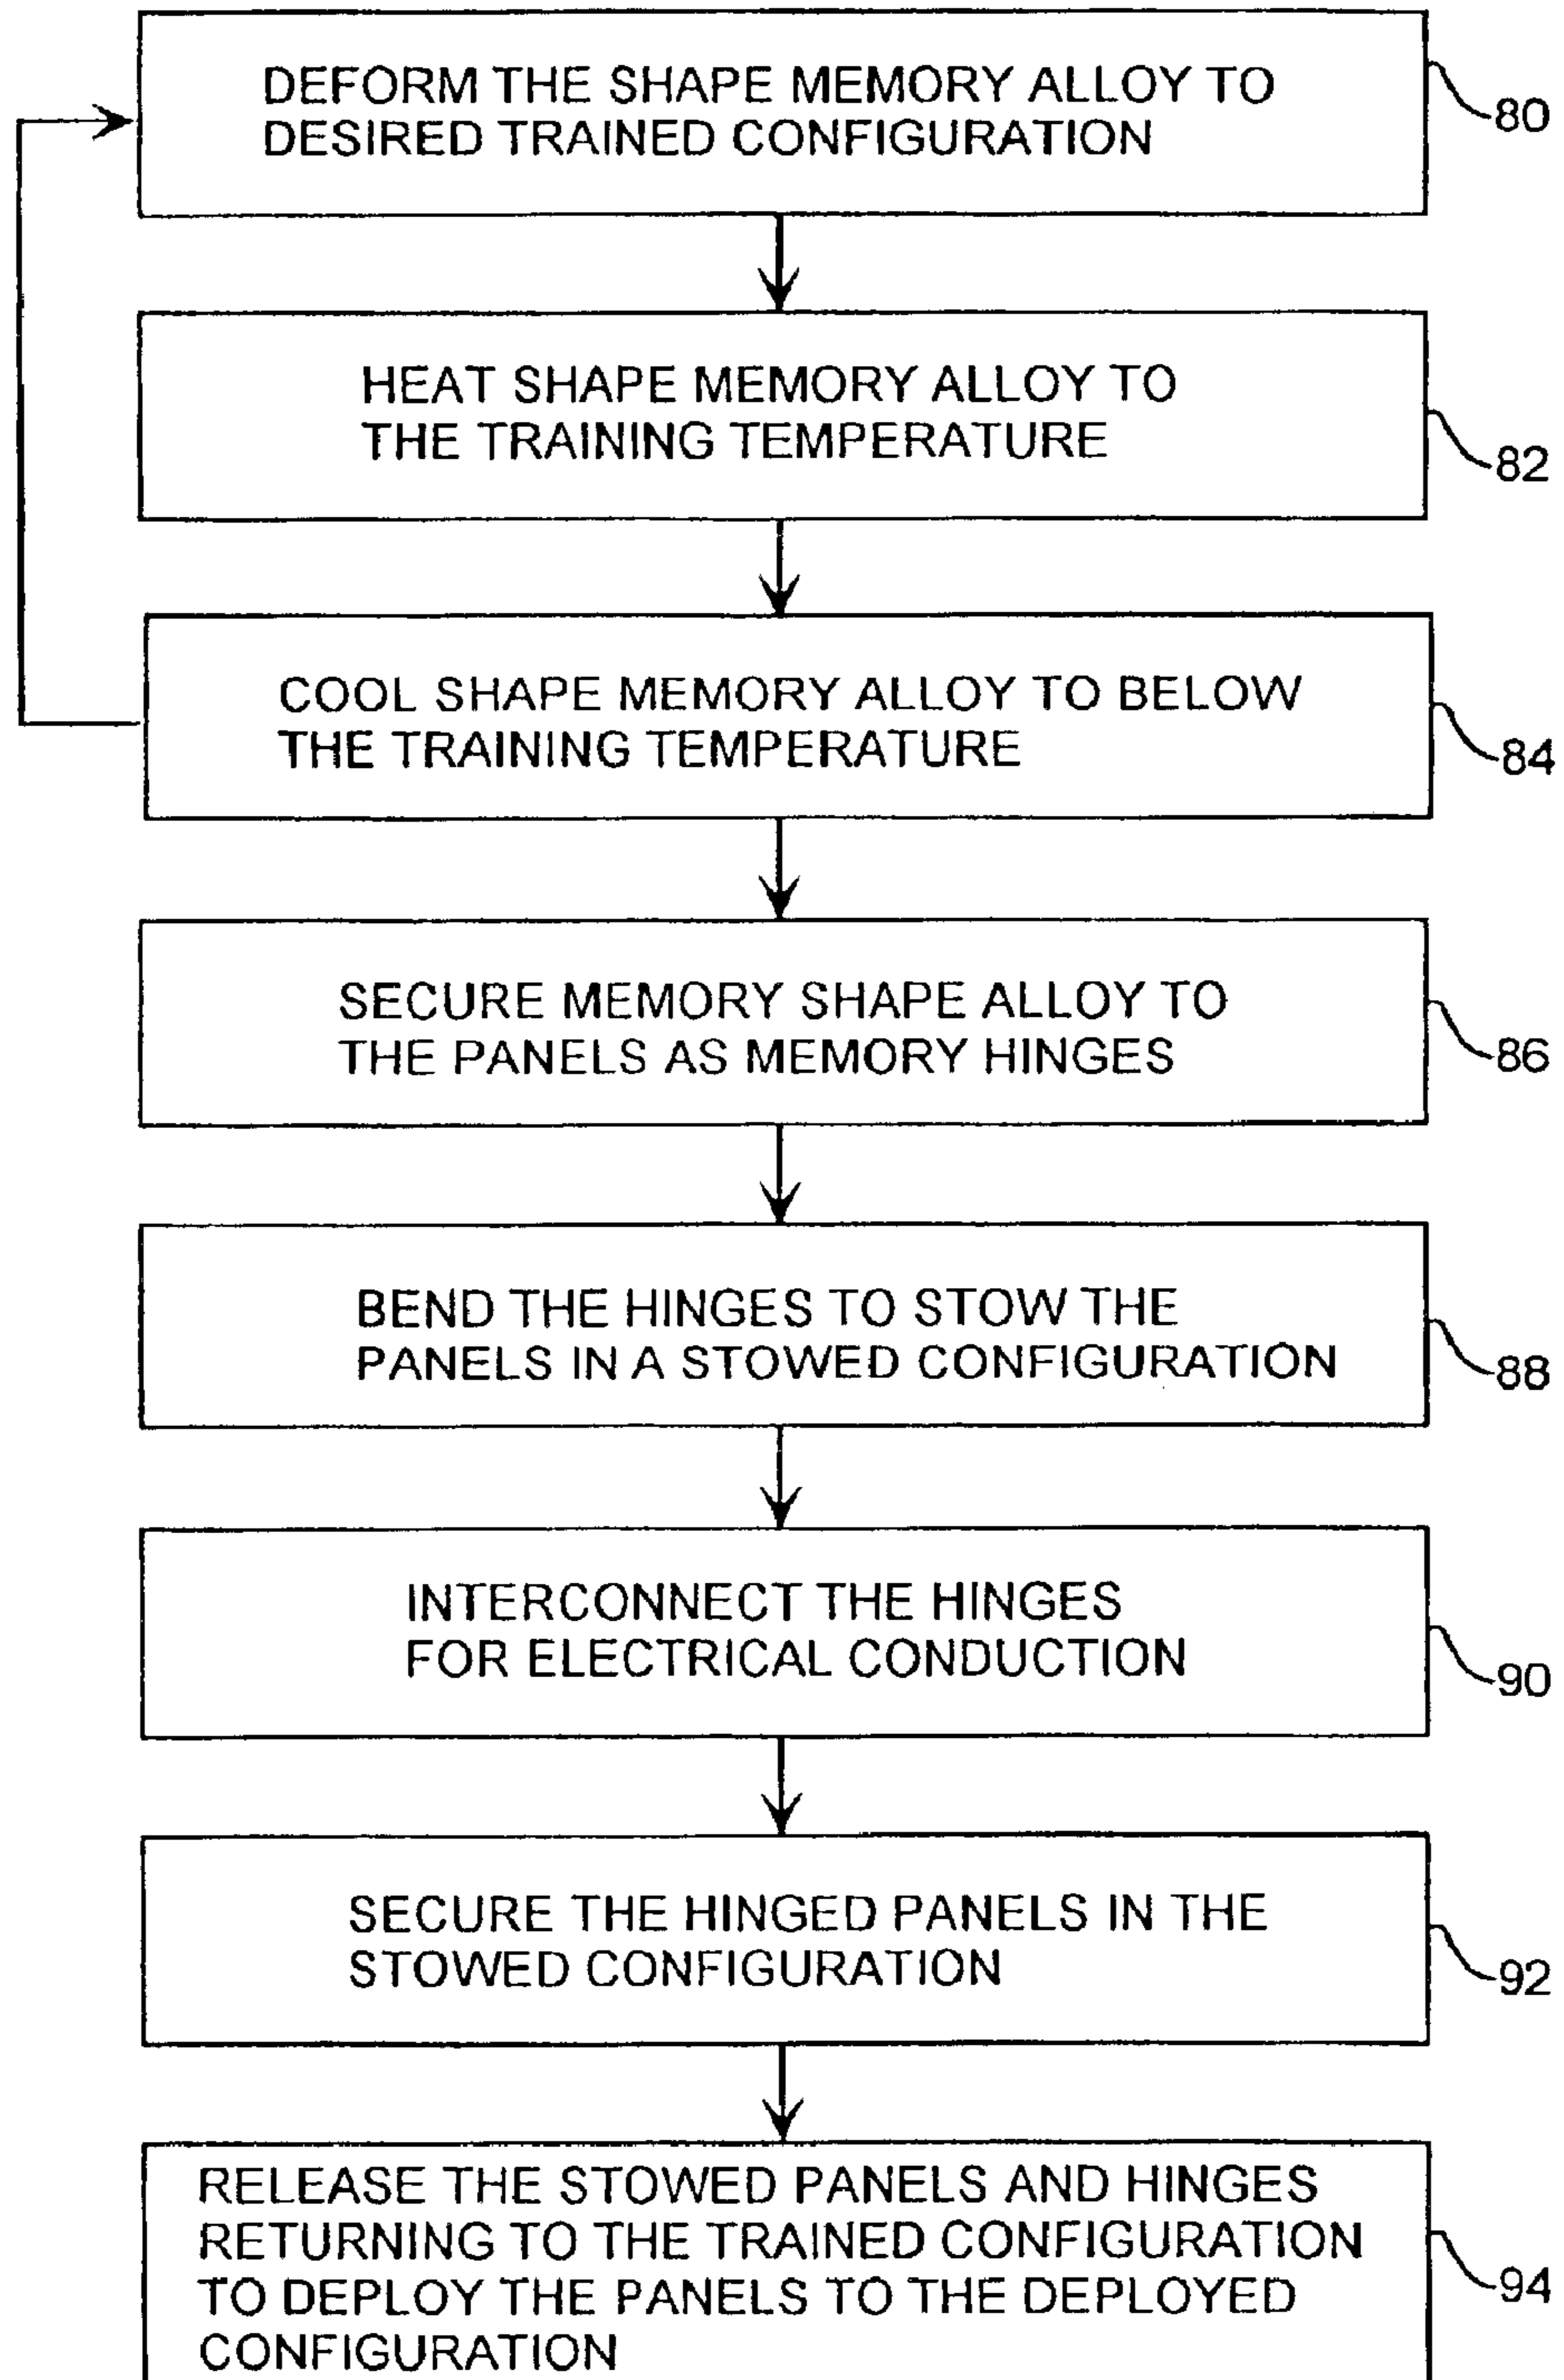 DEFORM THE SHAPE MEMORY ALLOY TO
DESIRED TRAINED CONFIGURATION
80
HEAT SHAPE MEMORY ALLOY TO
THE TRAINING TEMPERATURE
82
COOL SHAPE MEMORY ALLOY TO BELOW
THE TRAINING TEMPERATURE
84
SECURE MEMORY SHAPE ALLOY TO
THE PANELS AS MEMORY HINGES
86
BEND THE HINGES TO STOW THE
PANELS IN A STOWED CONFIGURATION
88
INTERCONNECT THE HINGES
FOR ELECTRICAL CONDUCTION
90
SECURE THE HINGED PANELS IN THE
STOWED CONFIGURATION
92
RELEASE THE STOWED PANELS AND HINGES
RETURNING TO THE TRAINED CONFIGURATION
TO DEPLOY THE PANELS TO THE DEPLOYED
CONFIGURATION
94